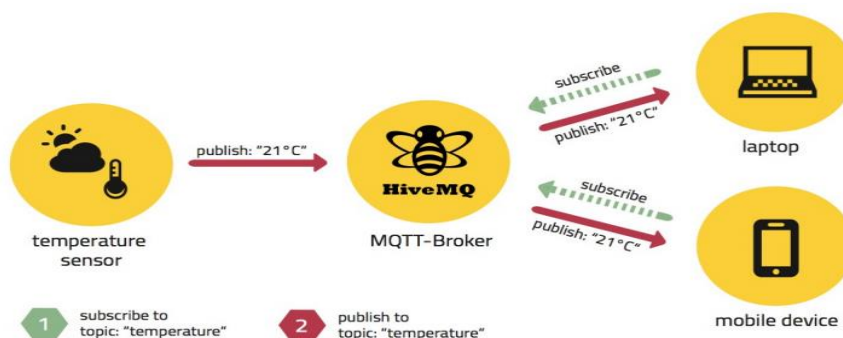 publish: "21°C"
temperature
sensor
HiveMQ
MQTT-Broker
subscribe
publish: "21°C"
laptop
subscribe
publish: "21°C"
mobile device
1
subscribe to
topic: "temperature"
2
publish to
topic: "temperature"